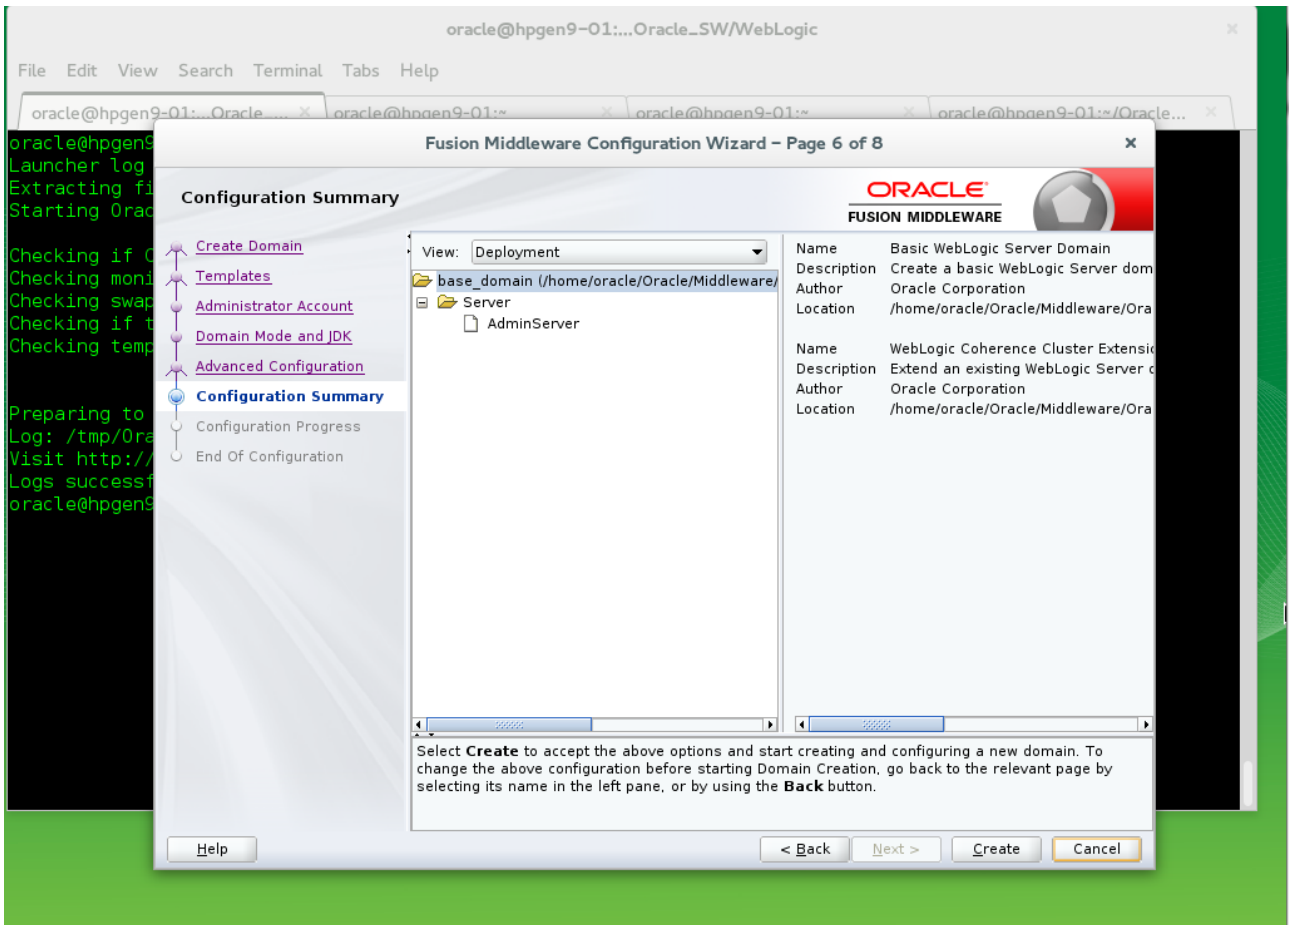 oracle@hpgen9-01:...Oracle_SW/WebLogic
File Edit View Search Terminal Tabs Help
oracle@hpgen9-01:...Oracle_... oracle@hpgen9-01:~ oracle@hpgen9-01:~ oracle@hpgen9-01:~/Oracle...
oracle@hpgen9
Launcher log
Extracting fi
Starting Orac
Checking if
Checking moni
Checking swap
Checking if t
Checking temp
Preparing to
Log: /tmp/Ora
Visit http://
Logs successf
oracle@hpgen9
Fusion Middleware Configuration Wizard - Page 6 of 8
Configuration Summary
ORACLE
FUSION MIDDLEWARE
Create Domain
Templates
Administrator Account
Domain Mode and JDK
Advanced Configuration
Configuration Summary
Configuration Progress
End Of Configuration
View: Deployment
base_domain (/home/oracle/Oracle/Middleware/
Server
AdminServer
Name Basic WebLogic Server Domain
Description Create a basic WebLogic Server dom
Author Oracle Corporation
Location /home/oracle/Oracle/Middleware/Ora
Name WebLogic Coherence Cluster Extensi
Description Extend an existing WebLogic Server
Author Oracle Corporation
Location /home/oracle/Oracle/Middleware/Ora
Select Create to accept the above options and start creating and configuring a new domain. To
change the above configuration before starting Domain Creation, go back to the relevant page by
selecting its name in the left pane, or by using the Back button.
Help
< Back
Next >
Create
Cancel